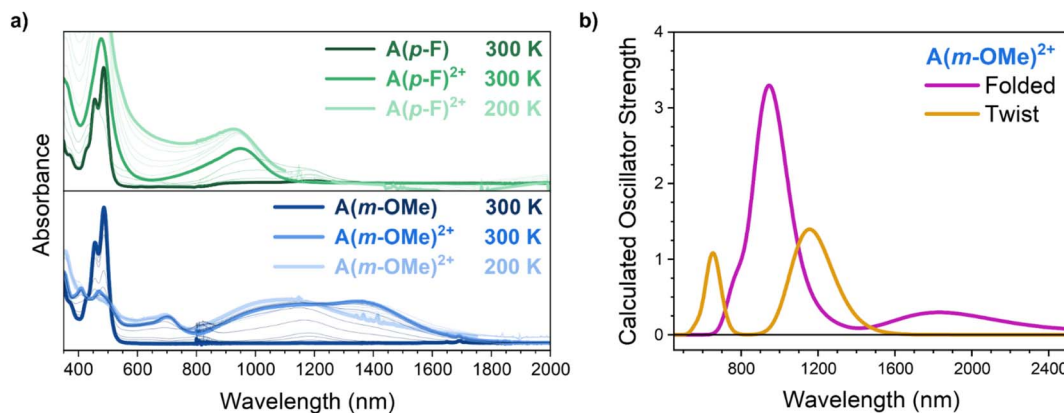 a)
A(p-F) 300 K
A(p-F)2+ 300 K
A(p-F)2+ 200 K
A(m-OMe) 300 K
A(m-OMe)2+ 300 K
A(m-OMe)2+ 200 K
Absorbance
400 600 800 1000 1200 1400 1600 1800 2000
Wavelength (nm)
b)
A(m-OMe)2+
Folded
Twist
Calculated Oscillator Strength
4
3
2
1
0
800 1200 1600 2000 2400
Wavelength (nm)